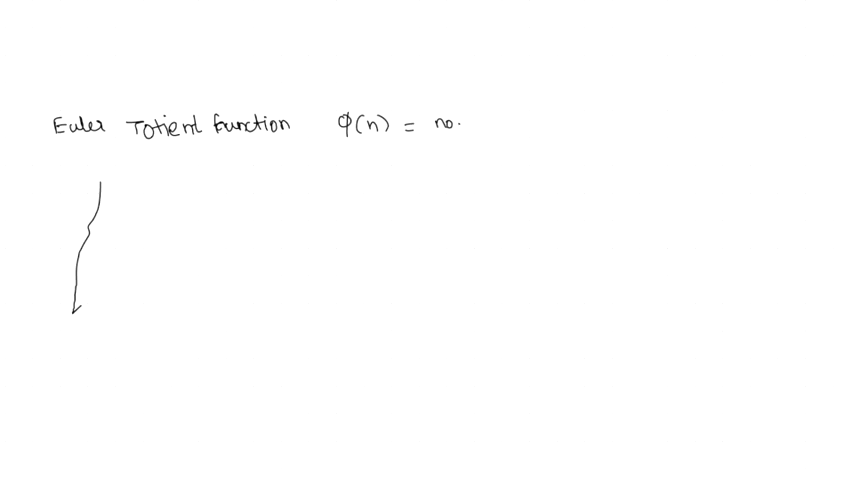 Euler Totient function φ(n) = no.